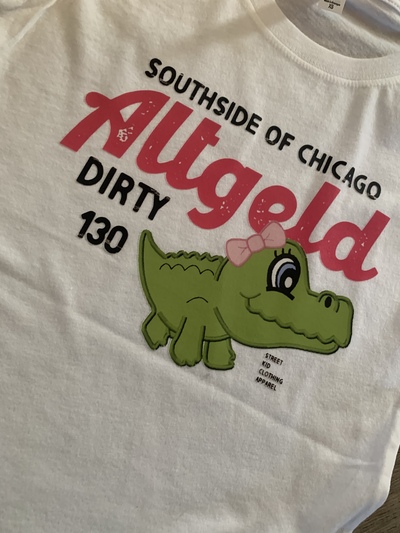 SOUTHSIDE OF CHICAGO
Altgeld
DIRTY
130
STREET
KID
CLOTHING
APPAREL